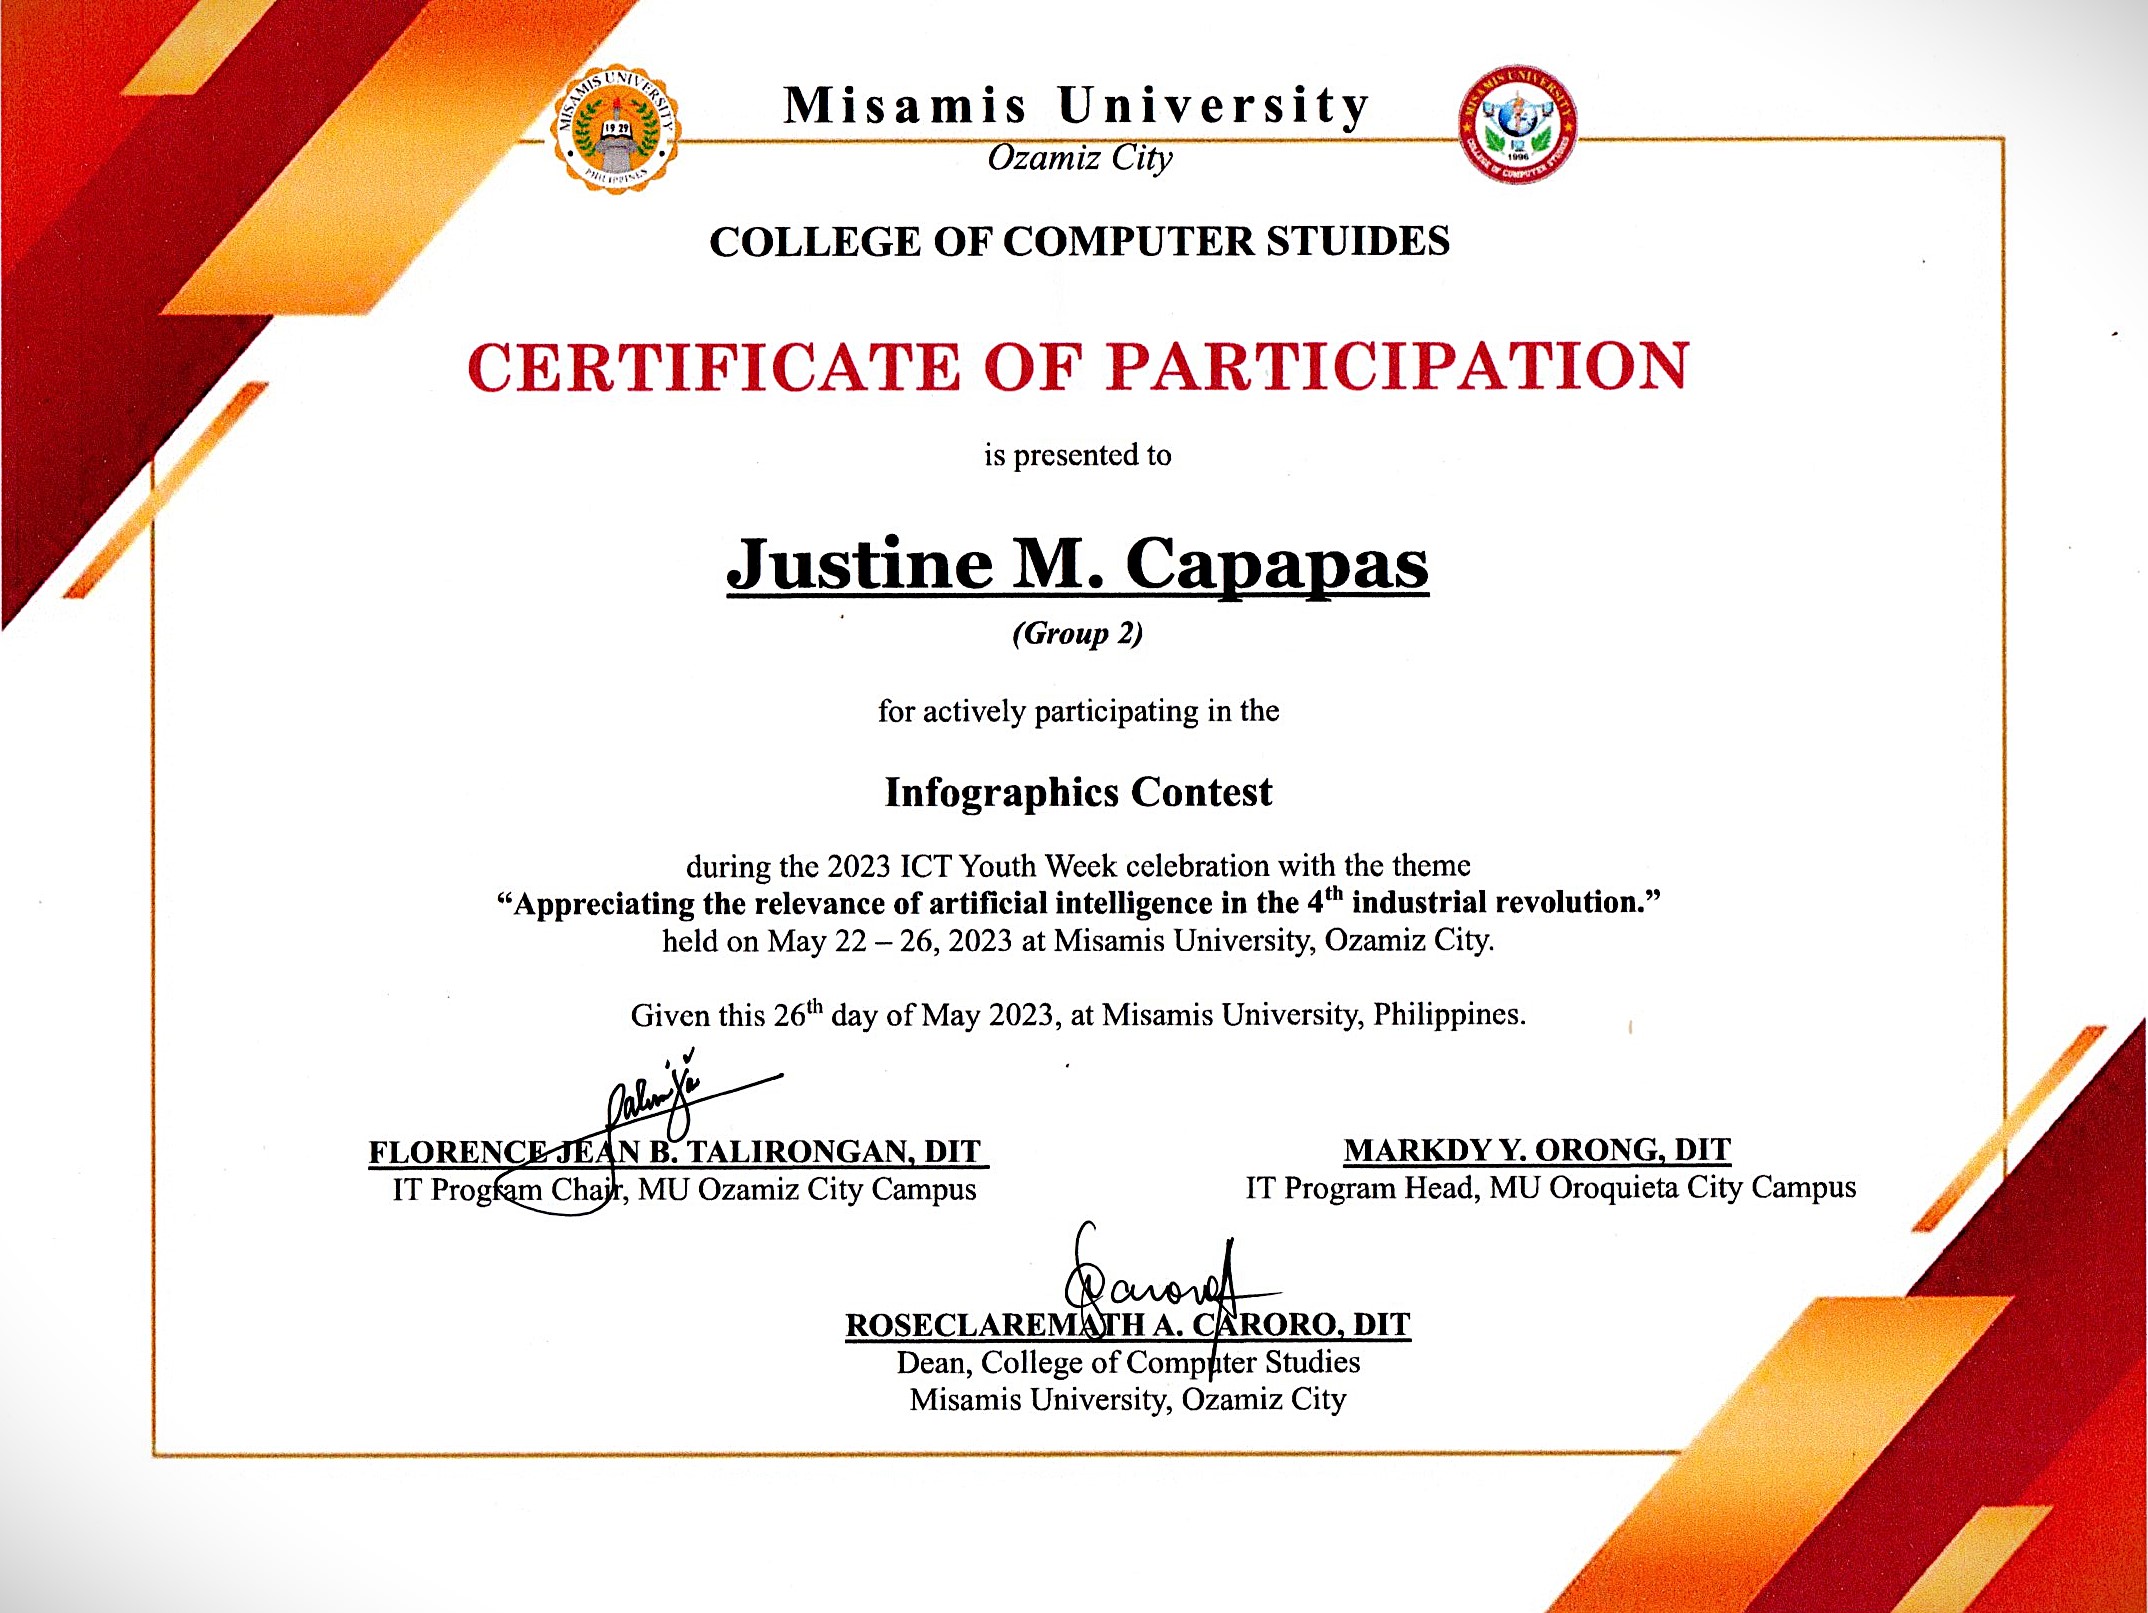 MISAMIS UNIVERSITY
1929
PHILIPPINES
Misamis University
MISAMIS UNIVERSITY
1996
COLLEGE OF COMPUTER STUDIES
Ozamiz City
COLLEGE OF COMPUTER STUIDES
CERTIFICATE OF PARTICIPATION
is presented to
Justine M. Capapas
(Group 2)
for actively participating in the
Infographics Contest
during the 2023 ICT Youth Week celebration with the theme
“Appreciating the relevance of artificial intelligence in the 4th industrial revolution.”
held on May 22 – 26, 2023 at Misamis University, Ozamiz City.
Given this 26th day of May 2023, at Misamis University, Philippines.
FLORENCE JEAN B. TALIRONGAN, DIT
IT Program Chair, MU Ozamiz City Campus
MARKDY Y. ORONG, DIT
IT Program Head, MU Oroquieta City Campus
ROSECLAREMATH A. CARORO, DIT
Dean, College of Computer Studies
Misamis University, Ozamiz City